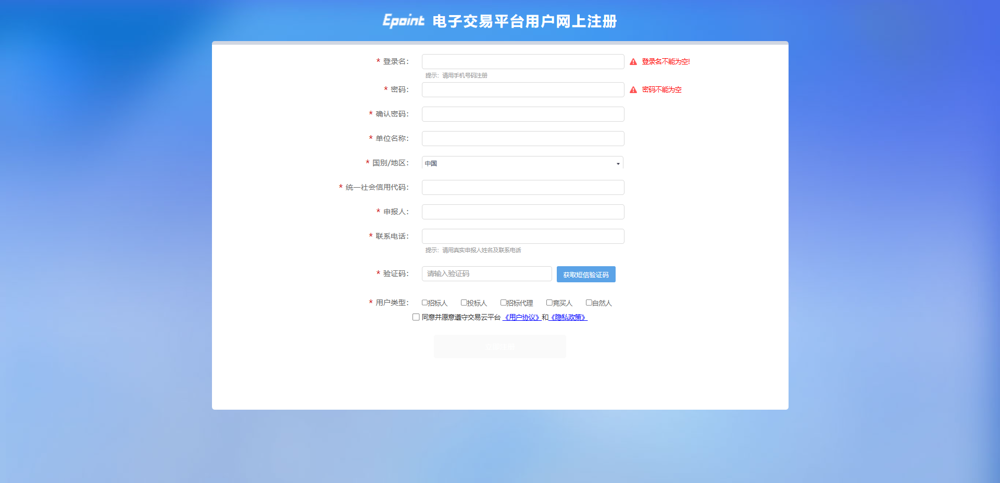 Epoint 电子交易平台用户网上注册
* 登录名： 登录名不能为空!
提示：请用手机号码注册
* 密码： 密码不能为空
* 确认密码：
* 单位名称：
* 国别/地区： 中国
* 统一社会信用代码：
* 申报人：
* 联系电话：
提示：请用真实申报人姓名及联系电话
* 验证码： 请输入验证码 获取短信验证码
* 用户类型： 招标人 投标人 招标代理 竞买人 自然人
同意并愿意遵守交易云平台 《用户协议》和《隐私政策》
立即注册